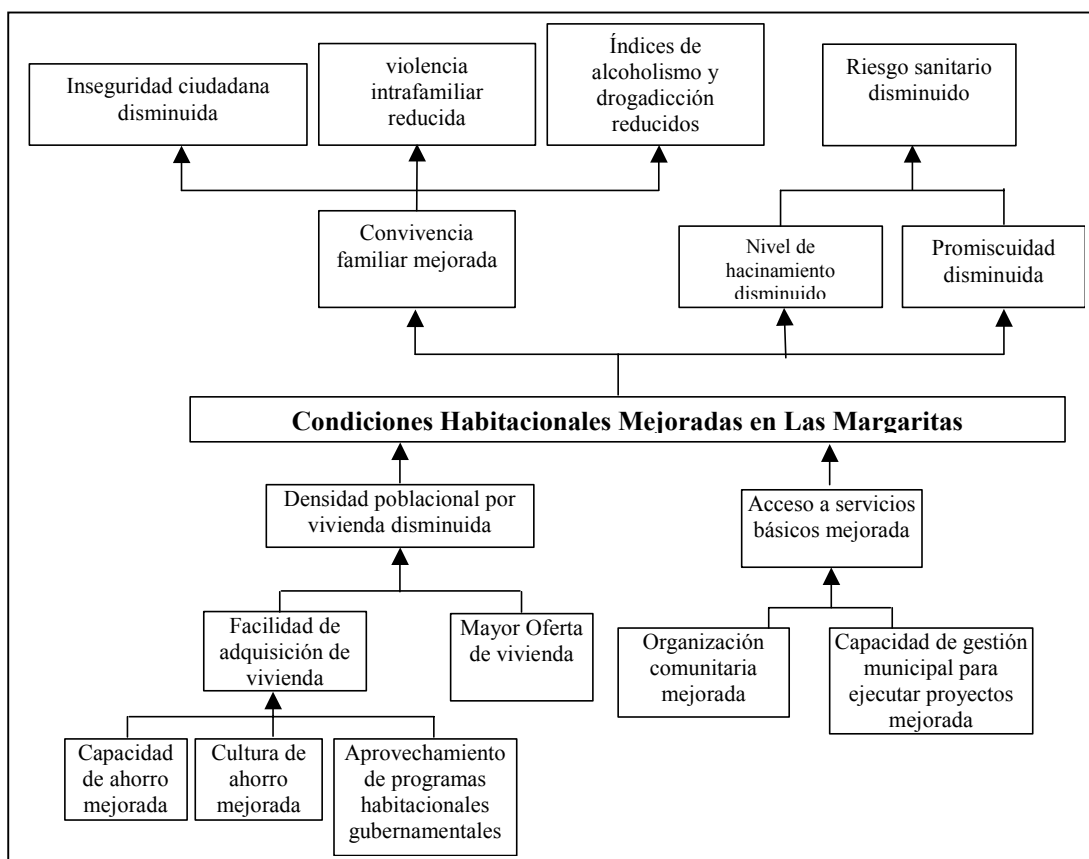 Inseguridad ciudadana
disminuida
violencia
intrafamiliar
reducida
Índices de
alcoholismo y
drogadicción
reducidos
Riesgo sanitario
disminuido
Convivencia
familiar mejorada
Nivel de
hacinamiento
disminuido
Promiscuidad
disminuida
Condiciones Habitacionales Mejoradas en Las Margaritas
Densidad poblacional por
vivienda disminuida
Acceso a servicios
básicos mejorada
Facilidad de
adquisición de
vivienda
Mayor Oferta
de vivienda
Organización
comunitaria
mejorada
Capacidad de gestión
municipal para
ejecutar proyectos
mejorada
Capacidad
de ahorro
mejorada
Cultura de
ahorro
mejorada
Aprovechamiento
de programas
habitacionales
gubernamentales